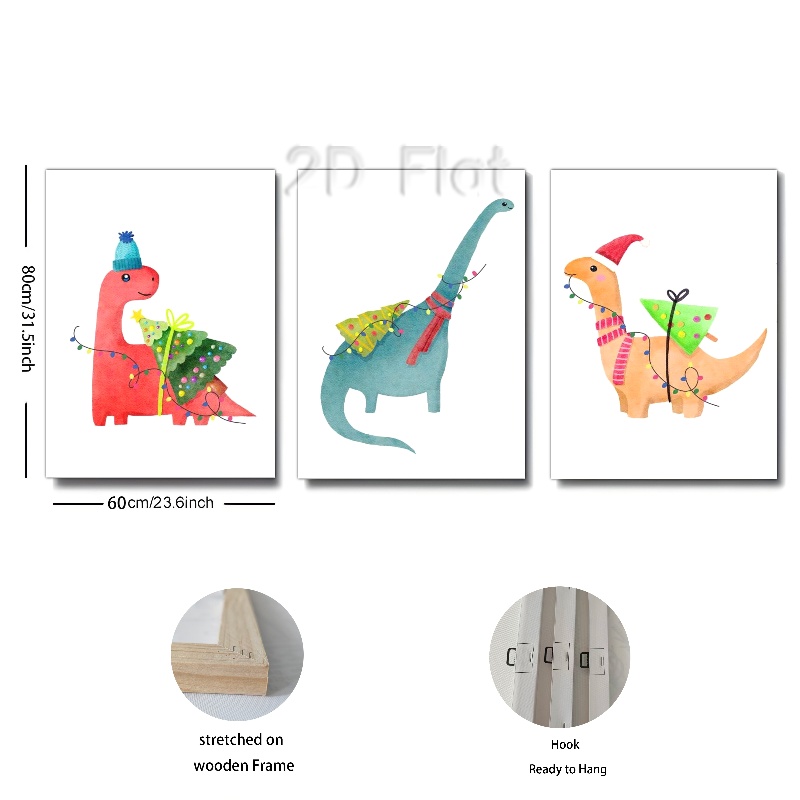 2D Flat
80cm/31.5inch
60cm/23.6inch
stretched on
wooden Frame
Hook
Ready to Hang